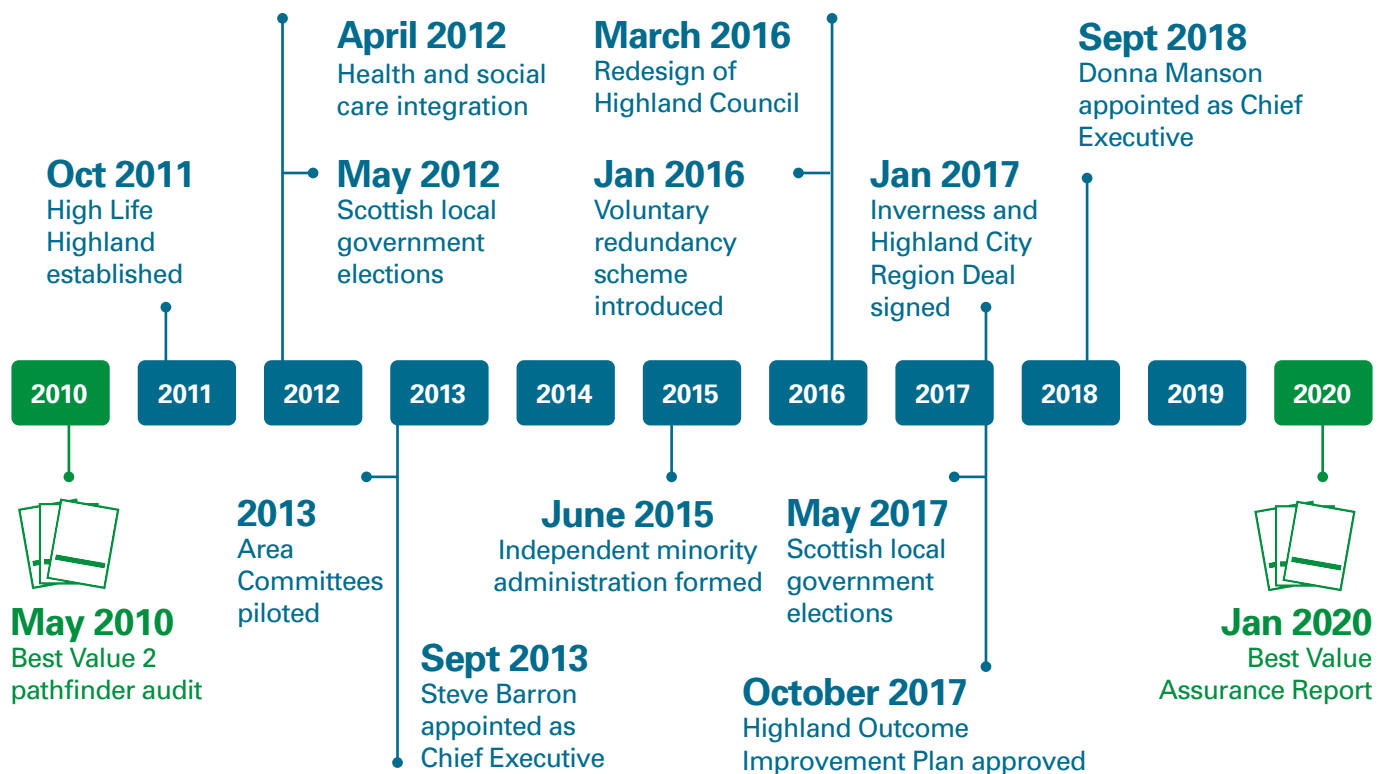 April 2012
Health and social
care integration
March 2016
Redesign of
Highland Council
Sept 2018
Donna Manson
appointed as Chief
Executive
Oct 2011
High Life
Highland
established
May 2012
Scottish local
government
elections
Jan 2016
Voluntary
redundancy
scheme
introduced
Jan 2017
Inverness and
Highland City
Region Deal
signed
2010
2011
2012
2013
2014
2015
2016
2017
2018
2019
2020
May 2010
Best Value 2
pathfinder audit
2013
Area
Committees
piloted
Sept 2013
Steve Barron
appointed as
Chief Executive
June 2015
Independent minority
administration formed
May 2017
Scottish local
government
elections
October 2017
Highland Outcome
Improvement Plan approved
Jan 2020
Best Value
Assurance Report